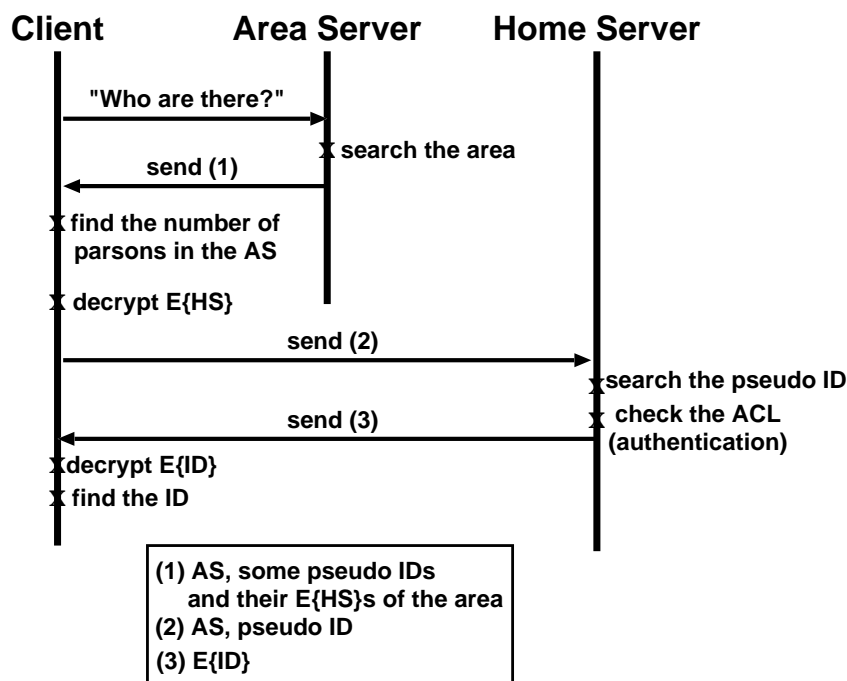 Client
Area Server
Home Server
"Who are there?"
search the area
send (1)
find the number of
parsons in the AS
decrypt E{HS}
send (2)
search the pseudo ID
check the ACL
(authentication)
send (3)
decrypt E{ID}
find the ID
(1) AS, some pseudo IDs
and their E{HS}s of the area
(2) AS, pseudo ID
(3) E{ID}